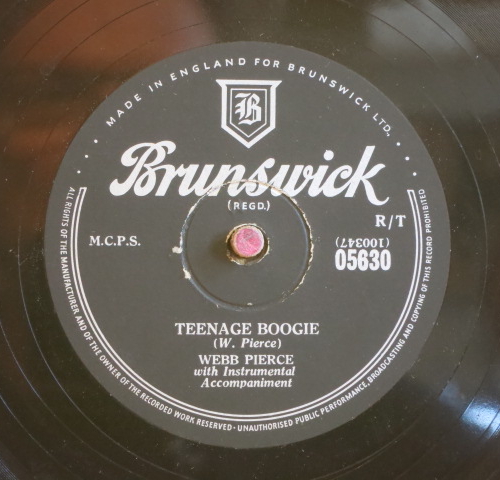 MADE IN ENGLAND FOR BRUNSWICK LTD.,
B
Brunswick
(REGD.)
R/T
M.C.P.S.
(100347)
05630
TEENAGE BOOGIE
(W. Pierce)
WEBB PIERCE
with Instrumental
Accompaniment
ALL RIGHTS OF THE MANUFACTURER AND OF THE OWNER OF THE RECORDED WORK RESERVED · UNAUTHORISED PUBLIC PERFORMANCE, BROADCASTING AND COPYING OF THIS RECORD PROHIBITED